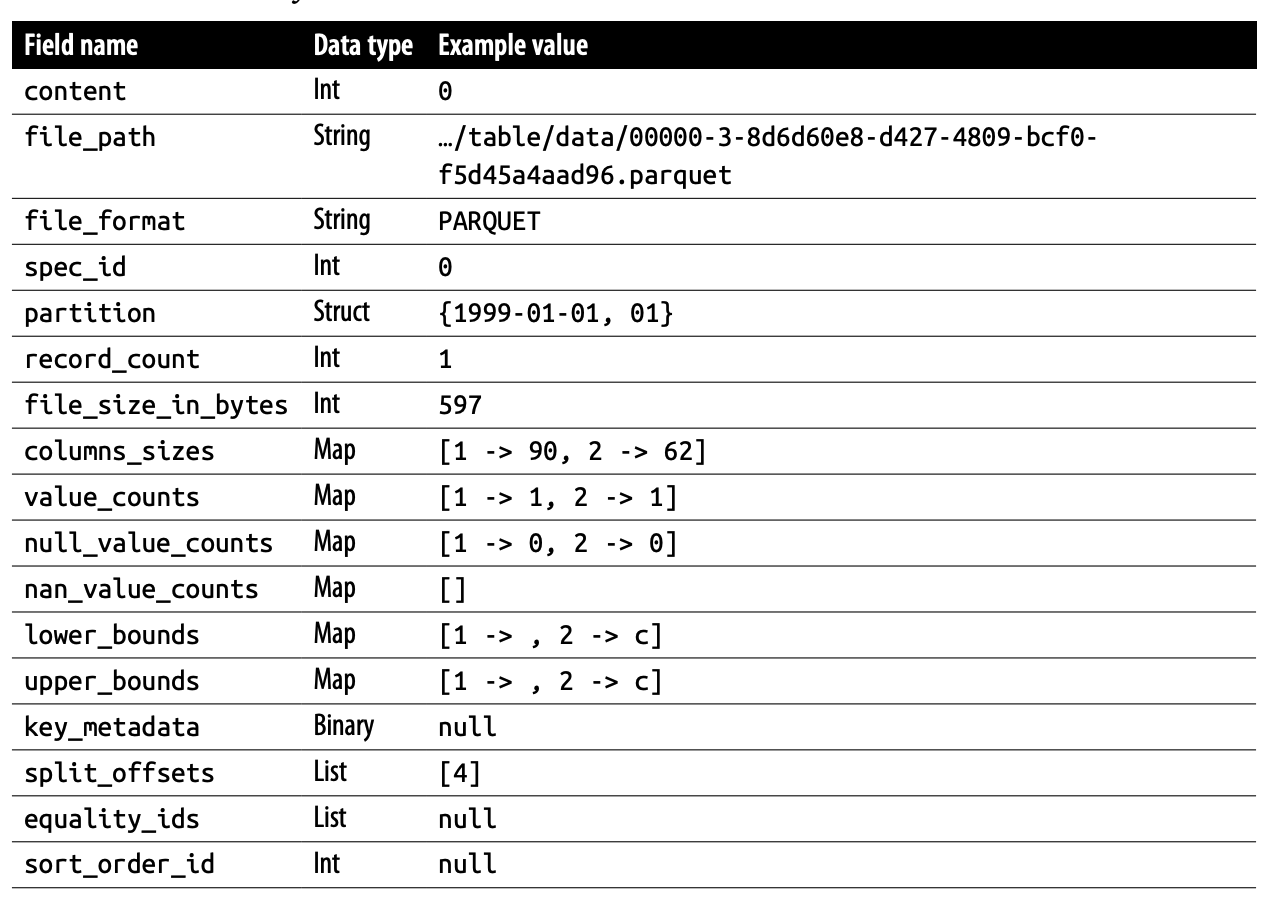 Field name Data type Example value
content Int 0
file_path String …/table/data/00000-3-8d6d60e8-d427-4809-bcf0-
f5d45a4aad96.parquet
file_format String PARQUET
spec_id Int 0
partition Struct {1999-01-01, 01}
record_count Int 1
file_size_in_bytes Int 597
columns_sizes Map [1 -> 90, 2 -> 62]
value_counts Map [1 -> 1, 2 -> 1]
null_value_counts Map [1 -> 0, 2 -> 0]
nan_value_counts Map []
lower_bounds Map [1 -> , 2 -> c]
upper_bounds Map [1 -> , 2 -> c]
key_metadata Binary null
split_offsets List [4]
equality_ids List null
sort_order_id Int null